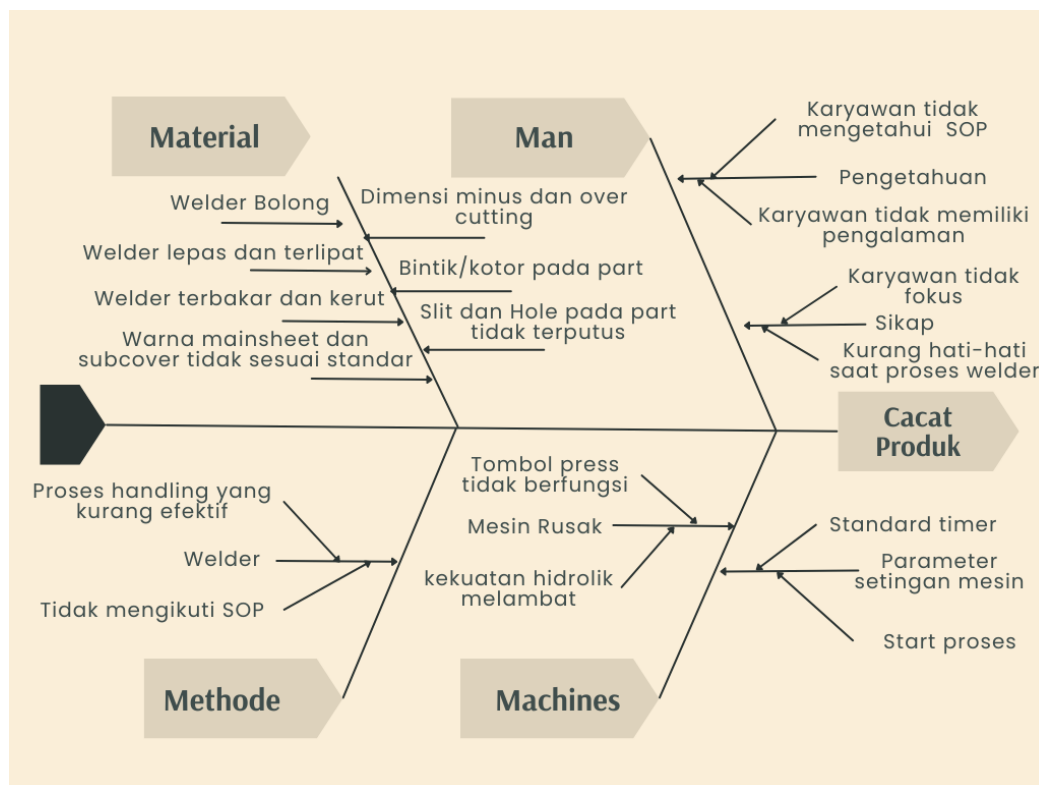 Material
Welder Bolong
Welder lepas dan terlipat
Welder terbakar dan kerut
Warna mainsheet dan
subcover tidak sesuai standar
Dimensi minus dan over
cutting
Bintik/kotor pada part
Slit dan Hole pada part
tidak terputus
Man
Karyawan tidak
mengetahui SOP
Pengetahuan
Karyawan tidak memiliki
pengalaman
Karyawan tidak
fokus
Sikap
Kurang hati-hati
saat proses welder
Cacat
Produk
Proses handling yang
kurang efektif
Welder
Tidak mengikuti SOP
Methode
Tombol press
tidak berfungsi
Mesin Rusak
kekuatan hidrolik
melambat
Standard timer
Parameter
setingan mesin
Start proses
Machines